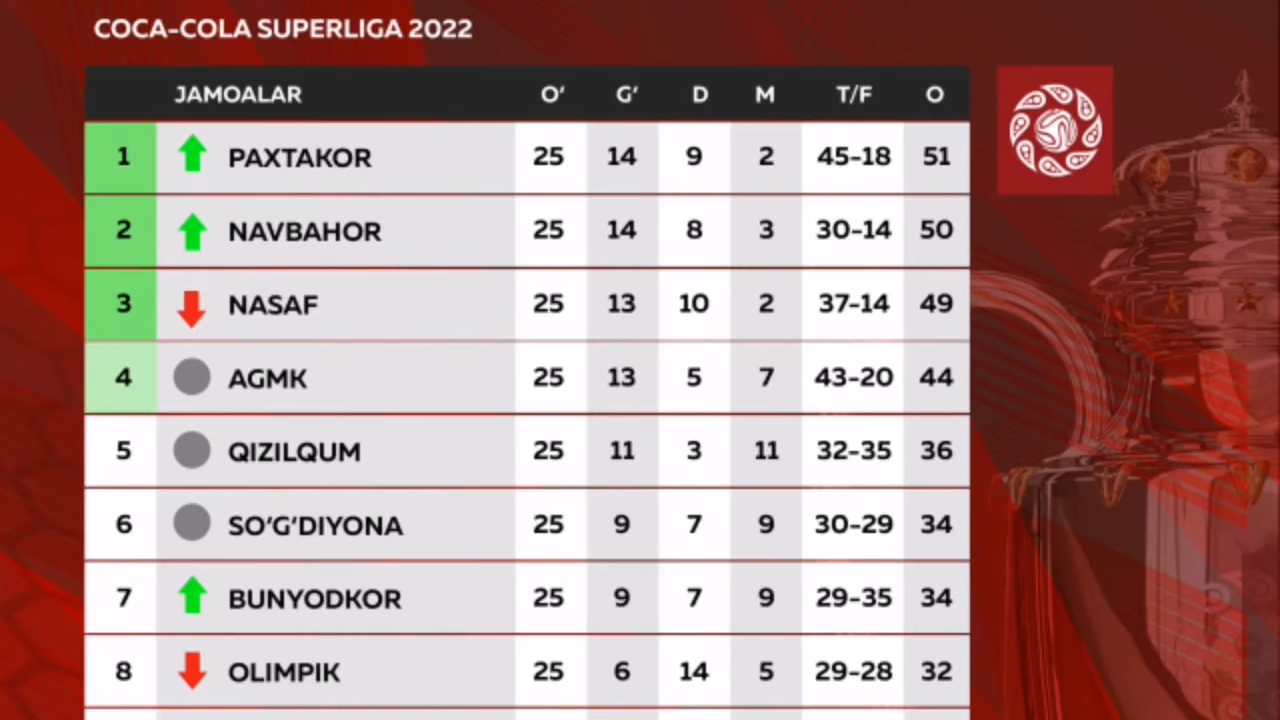 COCA-COLA SUPERLIGA 2022
JAMOALAR O' G' D M T/F O
1 PAXTAKOR 25 14 9 2 45-18 51
2 NAVBAHOR 25 14 8 3 30-14 50
3 NASAF 25 13 10 2 37-14 49
4 AGMK 25 13 5 7 43-20 44
5 QIZILQUM 25 11 3 11 32-35 36
6 SO'G'DIYONA 25 9 7 9 30-29 34
7 BUNYODKOR 25 9 7 9 29-35 34
8 OLIMPIK 25 6 14 5 29-28 32